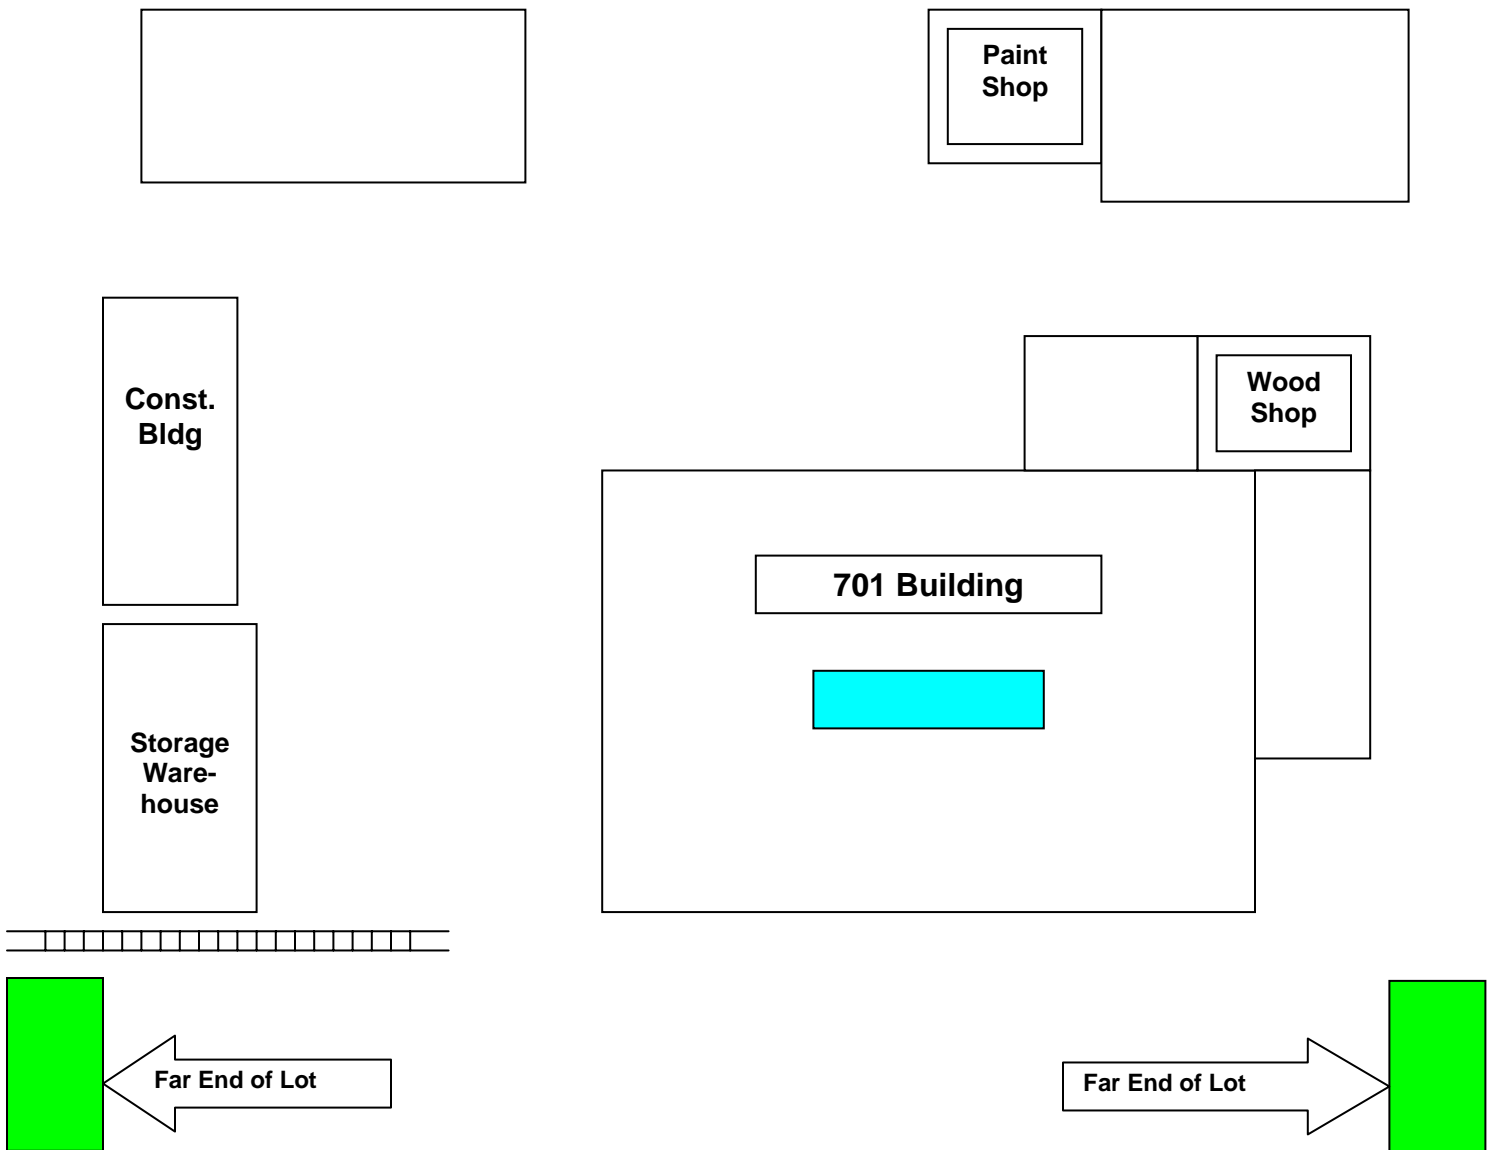 Paint
Shop
Const.
Bldg
Wood
Shop
701 Building
Storage
Ware-
house
Far End of Lot
Far End of Lot